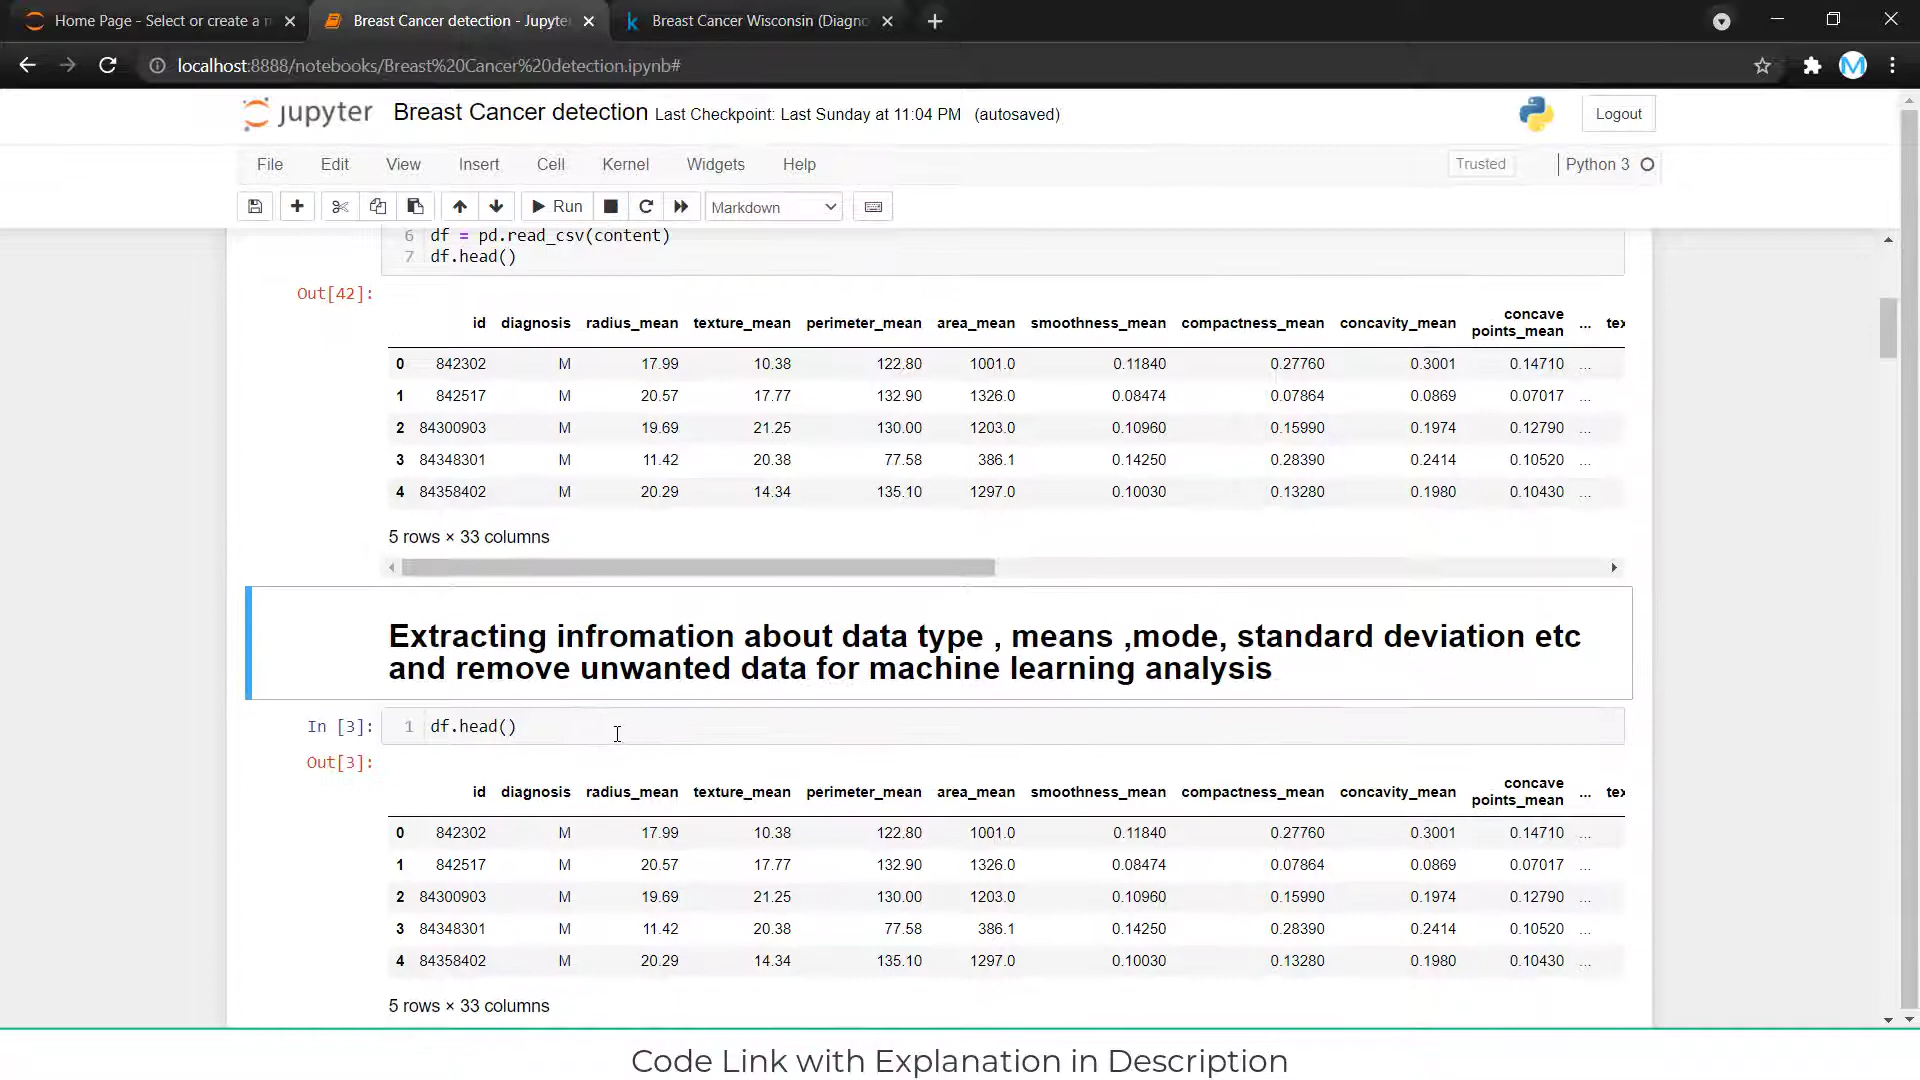 Home Page - Select or create a n
Breast Cancer detection - Jupyte
Breast Cancer Wisconsin (Diagno
localhost:8888/notebooks/Breast%20Cancer%20detection.ipynb#
M
jupyter Breast Cancer detection Last Checkpoint: Last Sunday at 11:04 PM (autosaved)
Logout
File Edit View Insert Cell Kernel Widgets Help
Trusted
Python 3
Run
Markdown
6 df = pd.read_csv(content)
7 df.head()
Out[42]:
id diagnosis radius_mean texture_mean perimeter_mean area_mean smoothness_mean compactness_mean concavity_mean concave points_mean ... tex
0 842302 M 17.99 10.38 122.80 1001.0 0.11840 0.27760 0.3001 0.14710 ...
1 842517 M 20.57 17.77 132.90 1326.0 0.08474 0.07864 0.0869 0.07017 ...
2 84300903 M 19.69 21.25 130.00 1203.0 0.10960 0.15990 0.1974 0.12790 ...
3 84348301 M 11.42 20.38 77.58 386.1 0.14250 0.28390 0.2414 0.10520 ...
4 84358402 M 20.29 14.34 135.10 1297.0 0.10030 0.13280 0.1980 0.10430 ...
5 rows × 33 columns
Extracting infromation about data type , means ,mode, standard deviation etc
and remove unwanted data for machine learning analysis
In [3]: 1 df.head()
Out[3]:
id diagnosis radius_mean texture_mean perimeter_mean area_mean smoothness_mean compactness_mean concavity_mean concave points_mean ... tex
0 842302 M 17.99 10.38 122.80 1001.0 0.11840 0.27760 0.3001 0.14710 ...
1 842517 M 20.57 17.77 132.90 1326.0 0.08474 0.07864 0.0869 0.07017 ...
2 84300903 M 19.69 21.25 130.00 1203.0 0.10960 0.15990 0.1974 0.12790 ...
3 84348301 M 11.42 20.38 77.58 386.1 0.14250 0.28390 0.2414 0.10520 ...
4 84358402 M 20.29 14.34 135.10 1297.0 0.10030 0.13280 0.1980 0.10430 ...
5 rows × 33 columns
Code Link with Explanation in Description